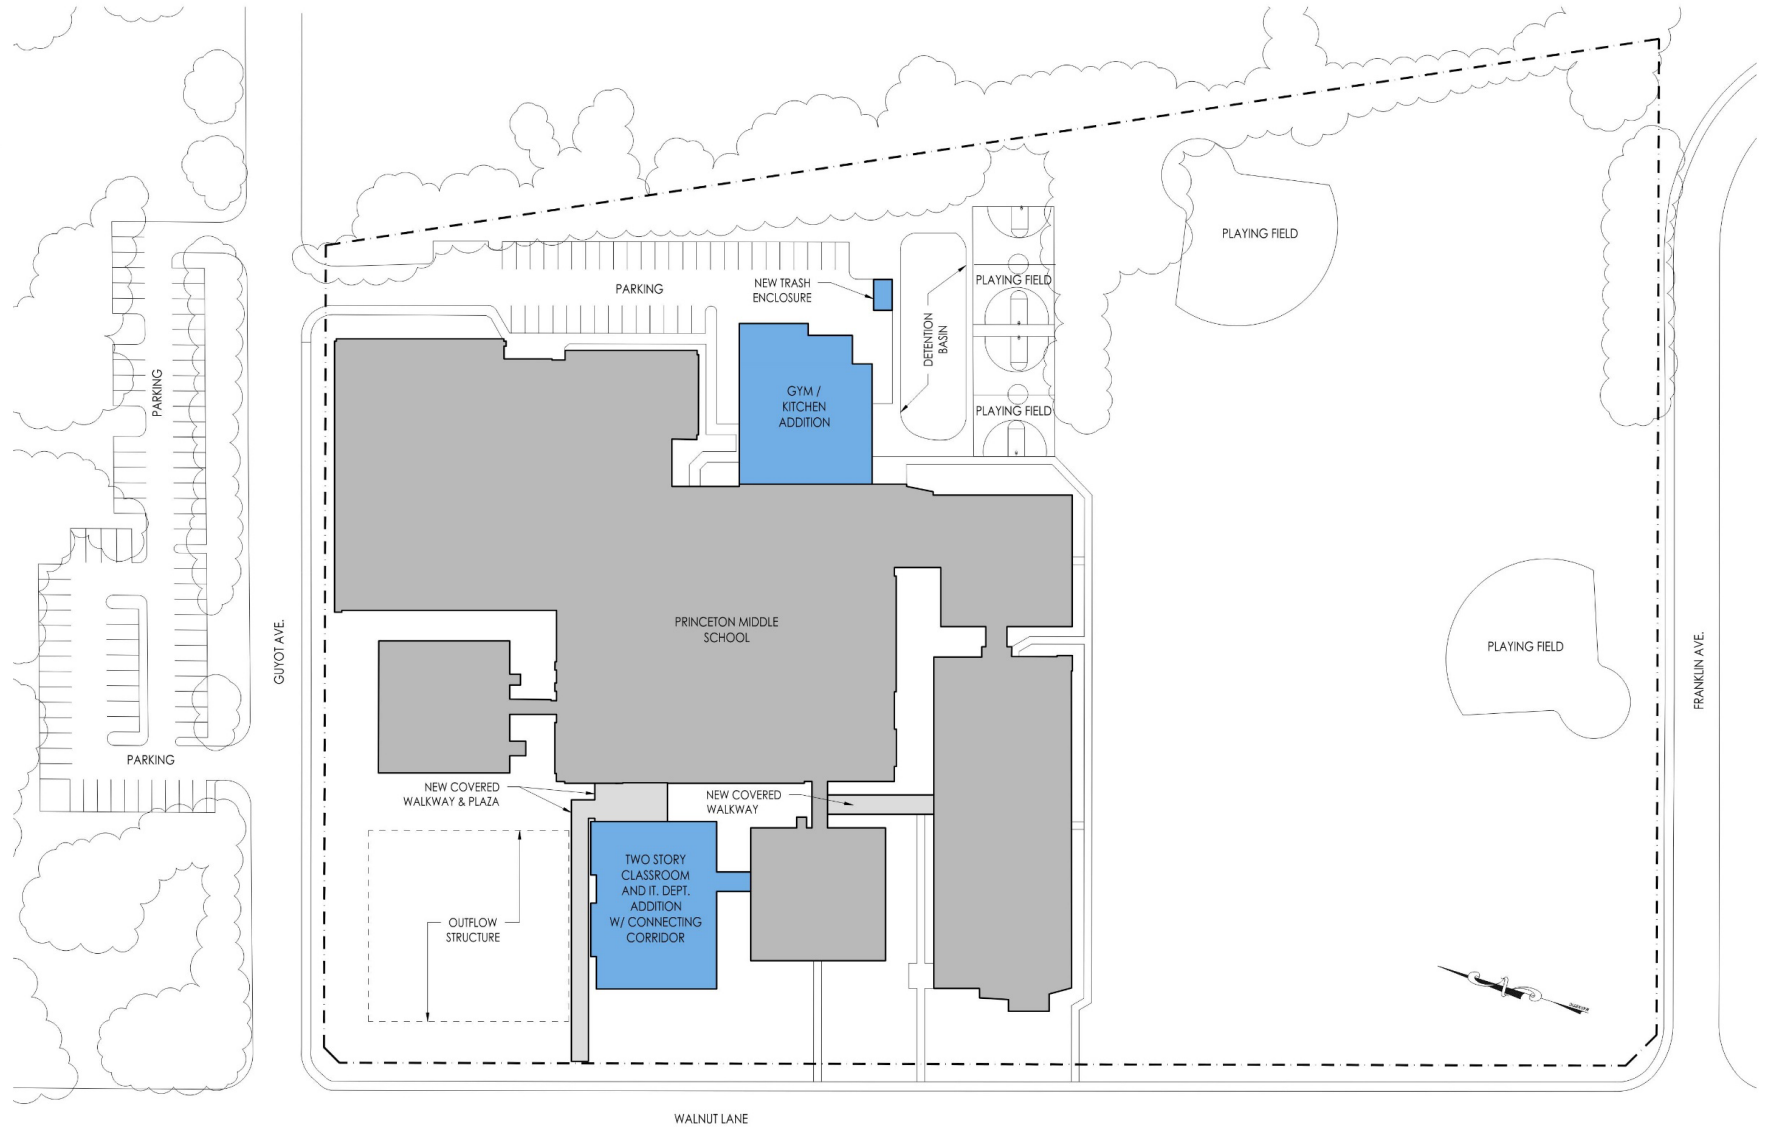 PLAYING FIELD
NEW TRASH
ENCLOSURE
PARKING
PLAYING FIELD
DETENTION
BASIN
PARKING
GYM /
KITCHEN
ADDITION
PLAYING FIELD
PRINCETON MIDDLE
SCHOOL
GUYOT AVE.
PLAYING FIELD
FRANKLIN AVE.
PARKING
NEW COVERED
WALKWAY & PLAZA
NEW COVERED
WALKWAY
TWO STORY
CLASSROOM
AND IT. DEPT.
ADDITION
W/ CONNECTING
CORRIDOR
OUTFLOW
STRUCTURE
WALNUT LANE